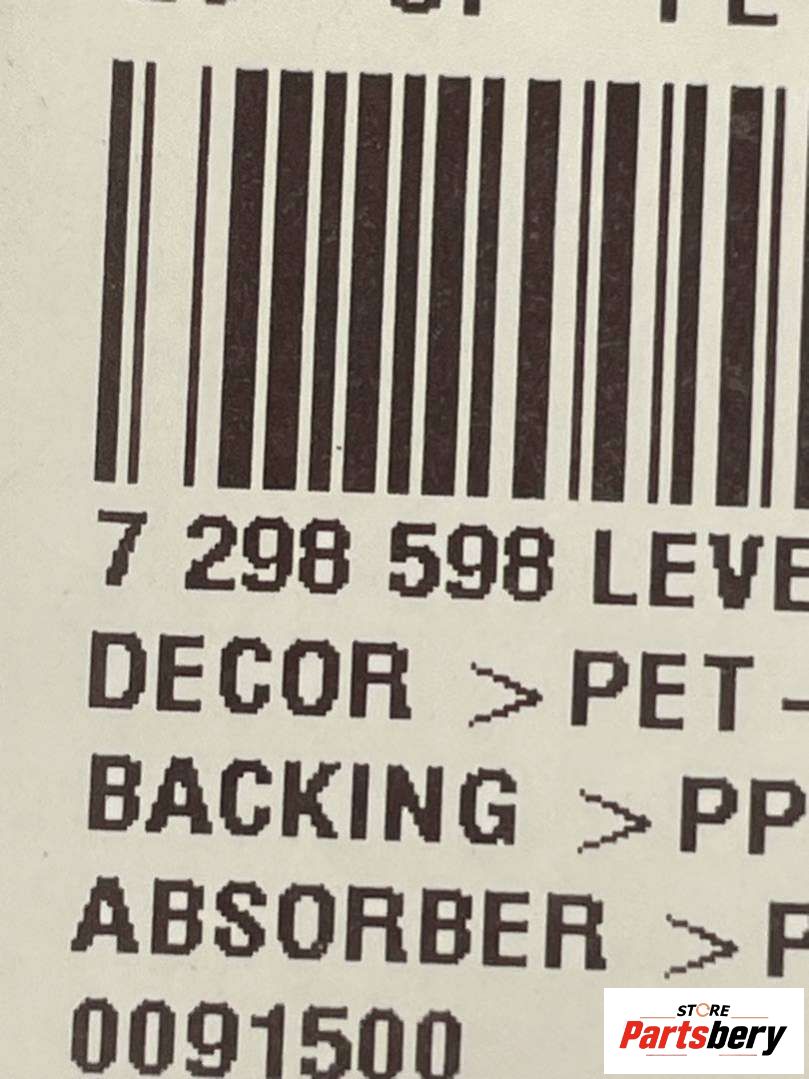 7 298 598 LEVE
DECOR >PET-
BACKING >PP
ABSORBER >P
0091500
STORE
Partsbery